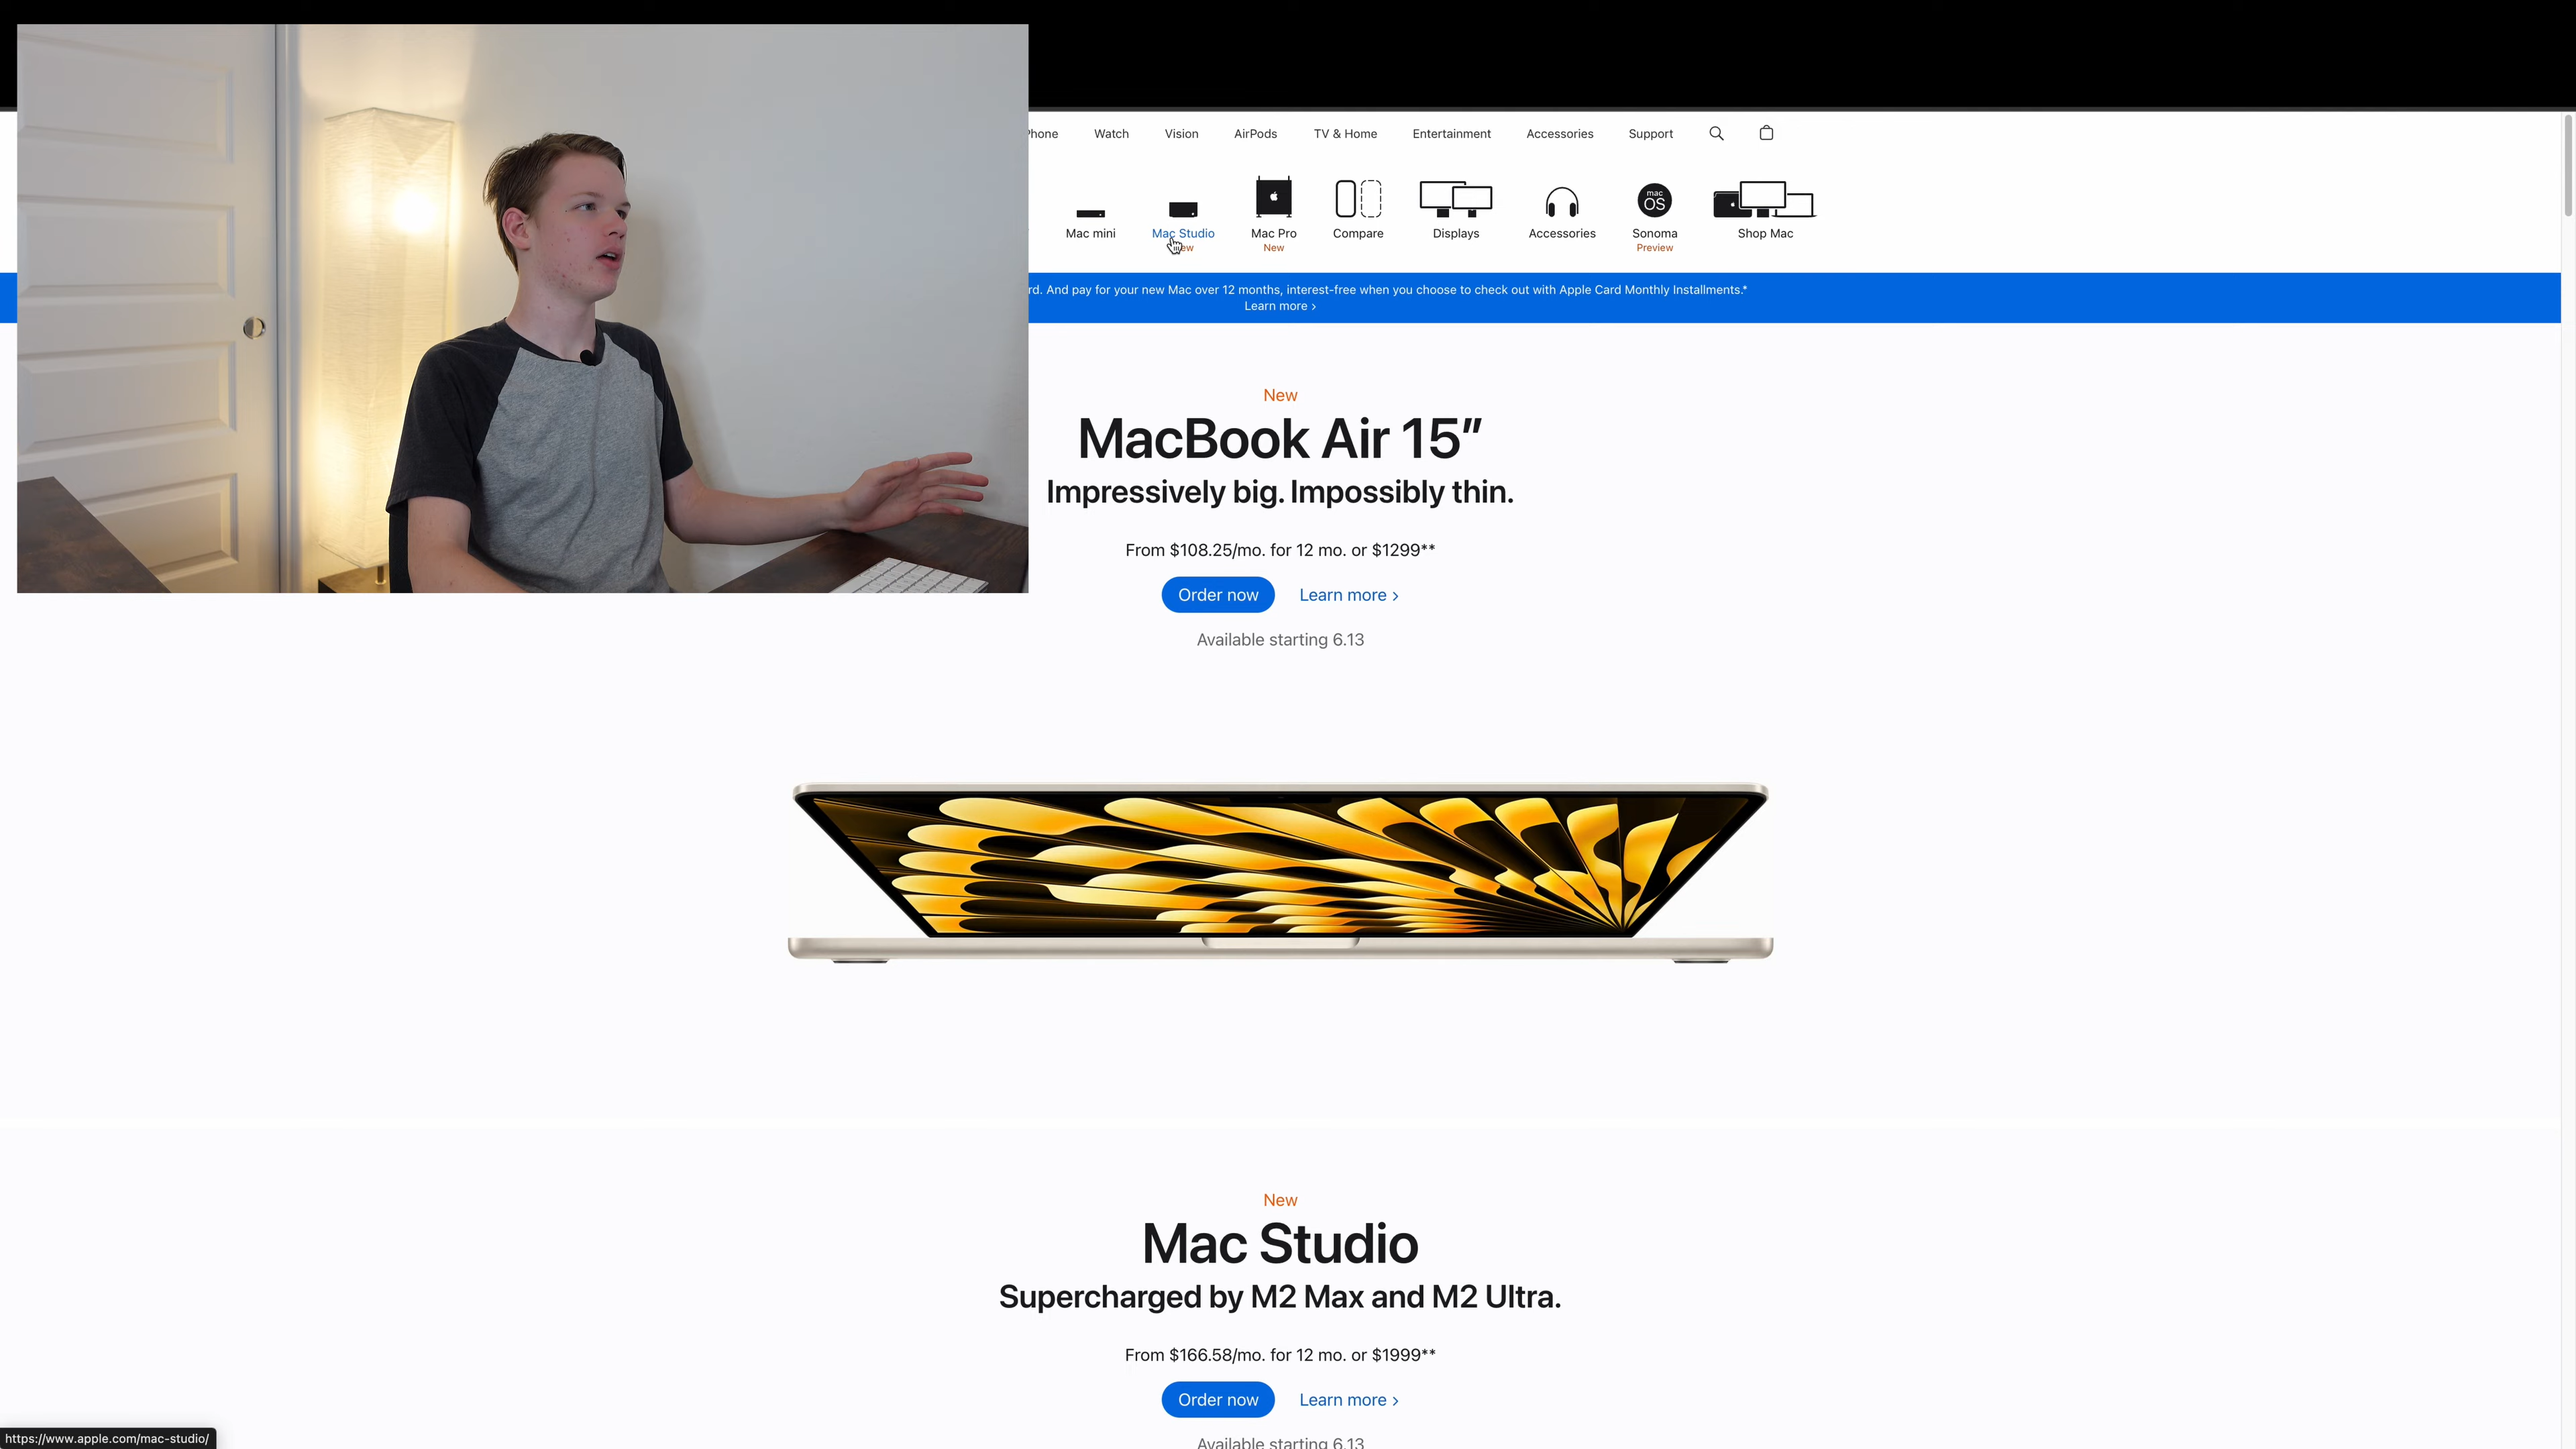 Phone Watch Vision AirPods TV & Home Entertainment Accessories Support
mac
OS
Mac mini Mac Studio Mac Pro Compare Displays Accessories Sonoma Shop Mac
New Preview
rd. And pay for your new Mac over 12 months, interest-free when you choose to check out with Apple Card Monthly Installments.*
Learn more >
New
MacBook Air 15″
Impressively big. Impossibly thin.
From $108.25/mo. for 12 mo. or $1299**
Order now Learn more >
Available starting 6.13
New
Mac Studio
Supercharged by M2 Max and M2 Ultra.
From $166.58/mo. for 12 mo. or $1999**
Order now Learn more >
Available starting 6.13
https://www.apple.com/mac-studio/